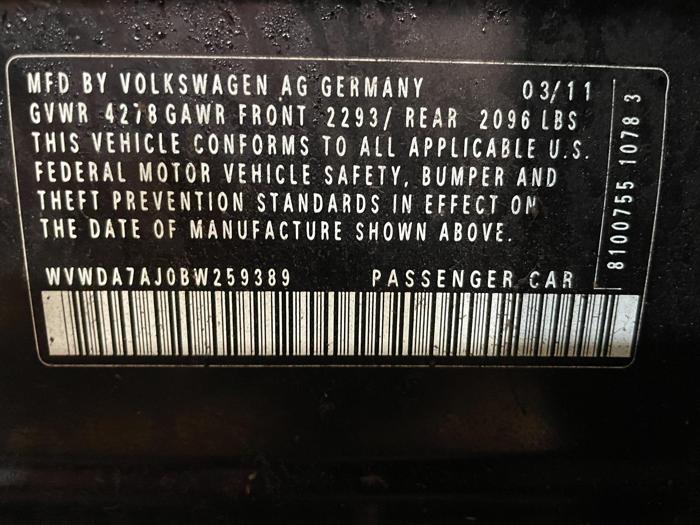 MFD BY VOLKSWAGEN AG GERMANY 03/11
GVWR 4278 GAWR FRONT 2293/ REAR 2096 LBS
THIS VEHICLE CONFORMS TO ALL APPLICABLE U.S.
FEDERAL MOTOR VEHICLE SAFETY, BUMPER AND
THEFT PREVENTION STANDARDS IN EFFECT ON
THE DATE OF MANUFACTURE SHOWN ABOVE.
WVWDA7AJ0BW259389 PASSENGER CAR
8100755 1078 3